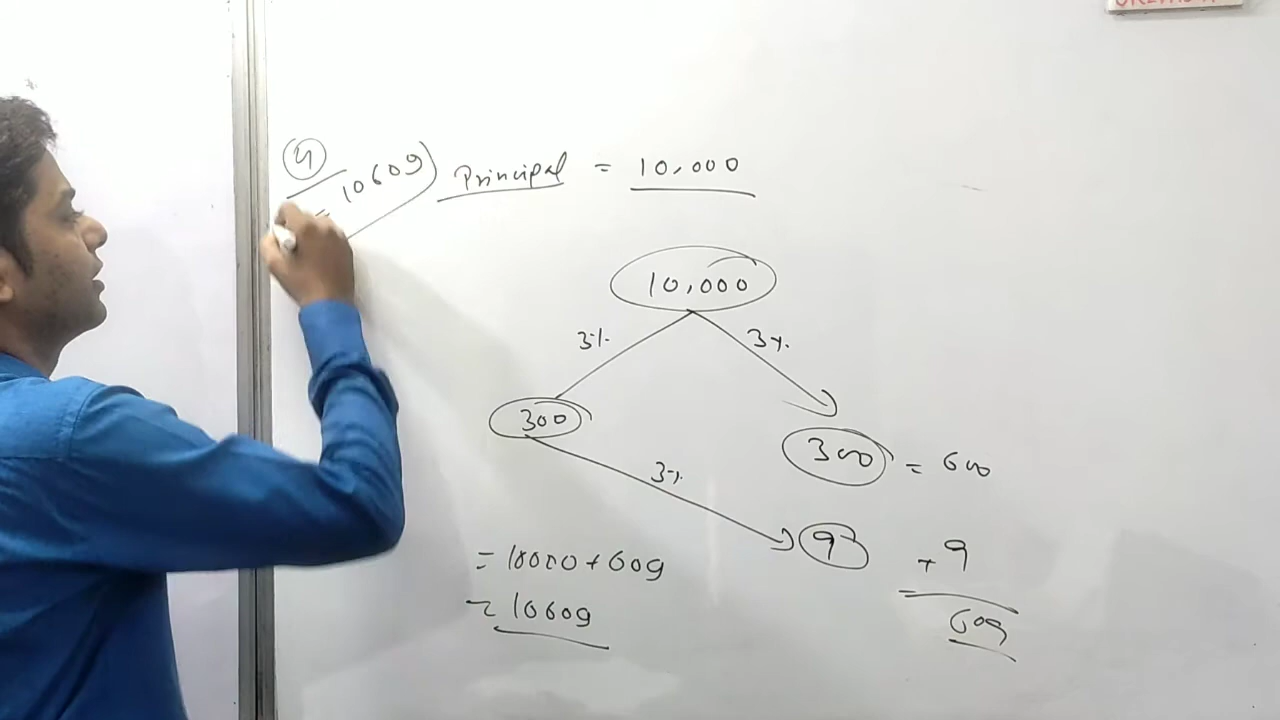 4
= 10609) Principal = 10,000
10,000
3% 3%
300
300 = 600
3%
9 + 9
= 10000 + 609
609
= 10609